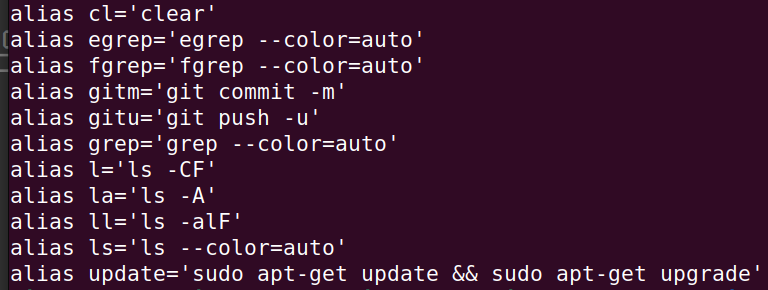 alias cl='clear'
alias egrep='egrep --color=auto'
alias fgrep='fgrep --color=auto'
alias gitm='git commit -m'
alias gitu='git push -u'
alias grep='grep --color=auto'
alias l='ls -CF'
alias la='ls -A'
alias ll='ls -alF'
alias ls='ls --color=auto'
alias update='sudo apt-get update && sudo apt-get upgrade'